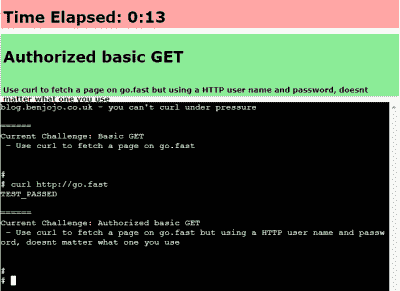 Time Elapsed: 0:13
Authorized basic GET
Use curl to fetch a page on go.fast but using a HTTP user name and password, doesnt
matter what one you use
blog.benjojo.co.uk - you can't curl under pressure
======
Current Challenge: Basic GET
- Use curl to fetch a page on go.fast
#
# curl http://go.fast
TEST_PASSED
======
Current Challenge: Authorized basic GET
- Use curl to fetch a page on go.fast but using a HTTP user name and passw
ord, doesnt matter what one you use
#
#